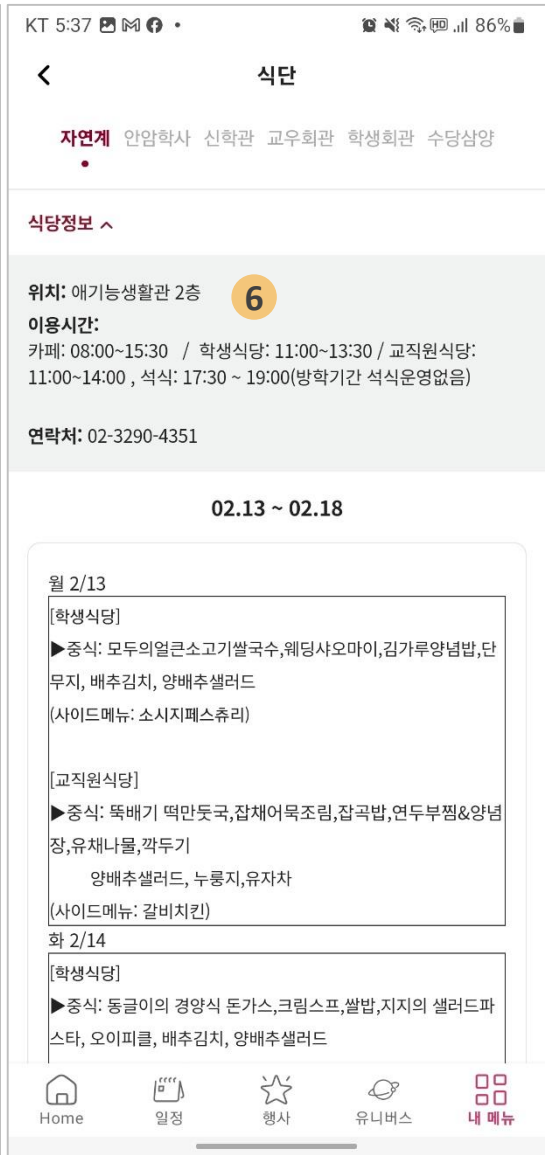 KT 5:37
86%
식단
자연계 안암학사 신학관 교우회관 학생회관 수당삼양
식당정보
위치: 애기능생활관 2층
6
이용시간:
카페: 08:00~15:30 / 학생식당: 11:00~13:30 / 교직원식당:
11:00~14:00 , 석식: 17:30 ~ 19:00(방학기간 석식운영없음)
연락처: 02-3290-4351
02.13 ~ 02.18
월 2/13
[학생식당]
▶중식: 모두의얼큰소고기쌀국수,웨딩샤오마이,김가루양념밥,단
무지, 배추김치, 양배추샐러드
(사이드메뉴: 소시지페스츄리)
[교직원식당]
▶중식: 뚝배기 떡만둣국,잡채어묵조림,잡곡밥,연두부찜&양념
장,유채나물,깍두기
양배추샐러드, 누룽지,유자차
(사이드메뉴: 갈비치킨)
화 2/14
[학생식당]
▶중식: 동글이의 경양식 돈가스,크림스프,쌀밥,지지의 샐러드파
스타, 오이피클, 배추김치, 양배추샐러드
Home 일정 행사 유니버스 내 메뉴